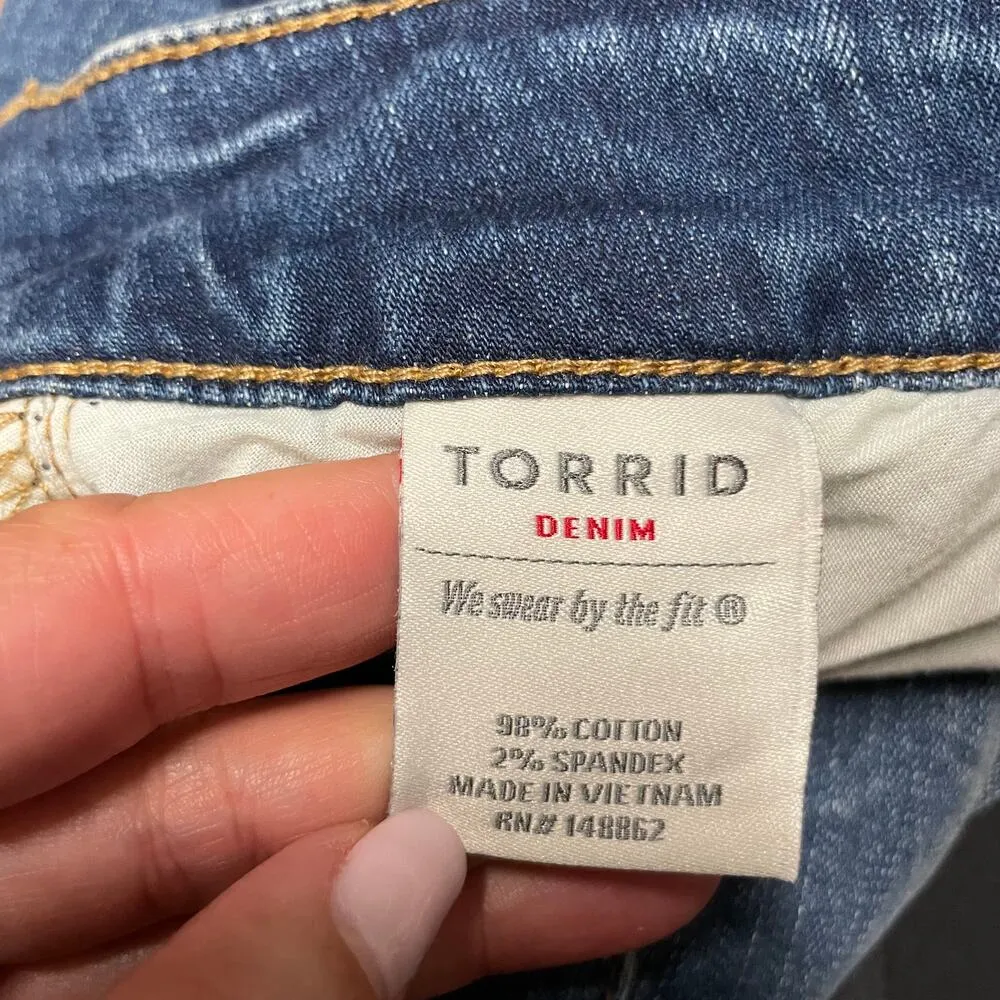 TORRID
DENIM
We swear by the fit ®
98% COTTON
2% SPANDEX
MADE IN VIETNAM
RN# 148862